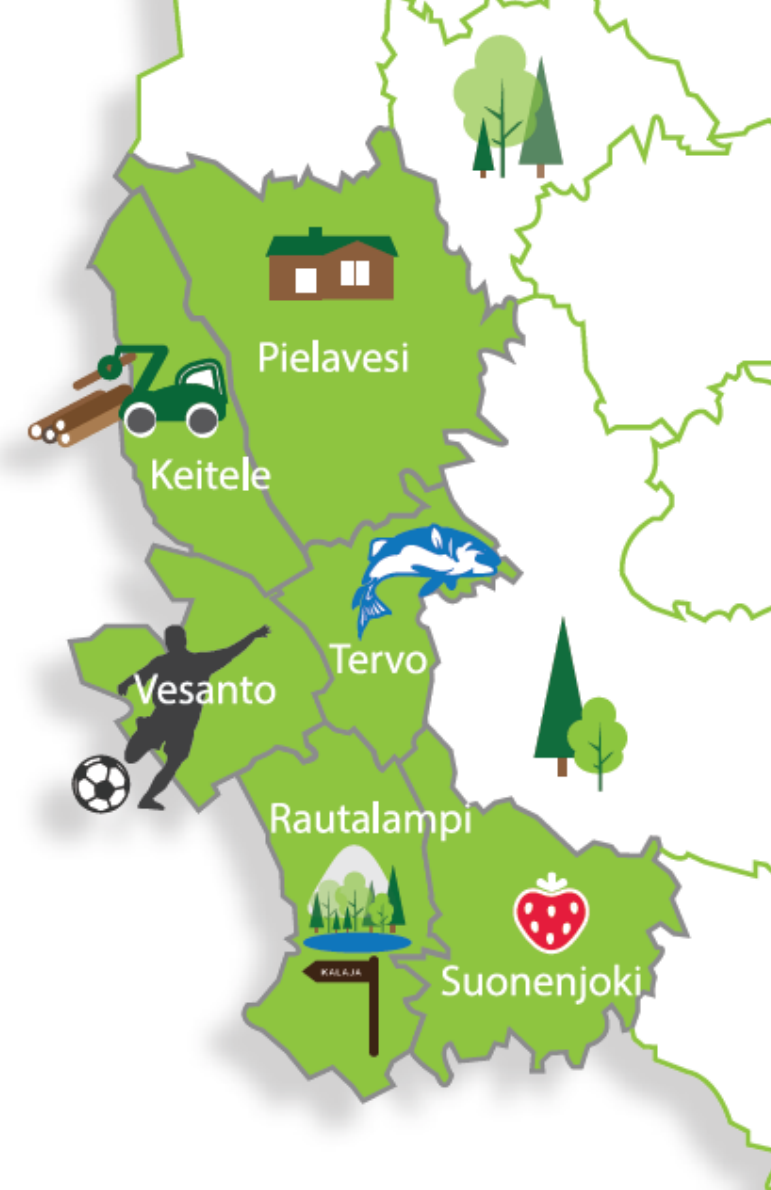 Pielavesi
Keitele
Tervo
Vesanto
Rautalampi
KALAJA
Suonenjoki